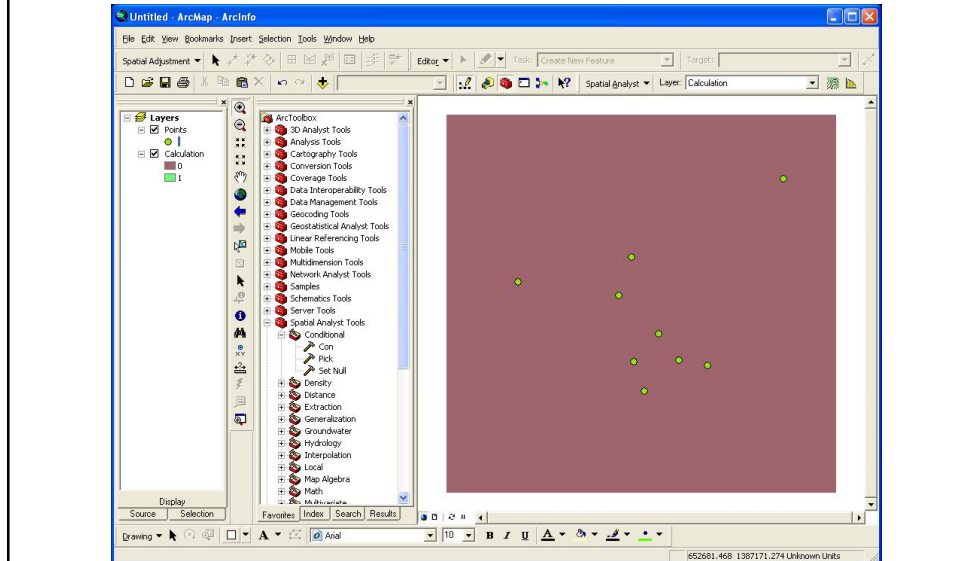 Untitled - ArcMap - ArcInfo
File Edit View Bookmarks Insert Selection Tools Window Help
Spatial Adjustment Editor Task: Create New Feature Target:
Spatial Analyst Layer: Calculation
Layers
Points
Calculation
0
1
Display
Source Selection
ArcToolbox
3D Analyst Tools
Analysis Tools
Cartography Tools
Conversion Tools
Coverage Tools
Data Interoperability Tools
Data Management Tools
Geocoding Tools
Geostatistical Analyst Tools
Linear Referencing Tools
Mobile Tools
Multidimension Tools
Network Analyst Tools
Samples
Schematics Tools
Server Tools
Spatial Analyst Tools
Conditional
Con
Pick
Set Null
Density
Distance
Extraction
Generalization
Groundwater
Hydrology
Interpolation
Local
Map Algebra
Math
Multivariate
Favorites Index Search Results
Drawing A Arial 10 B I U A
652681.468 1387171.274 Unknown Units